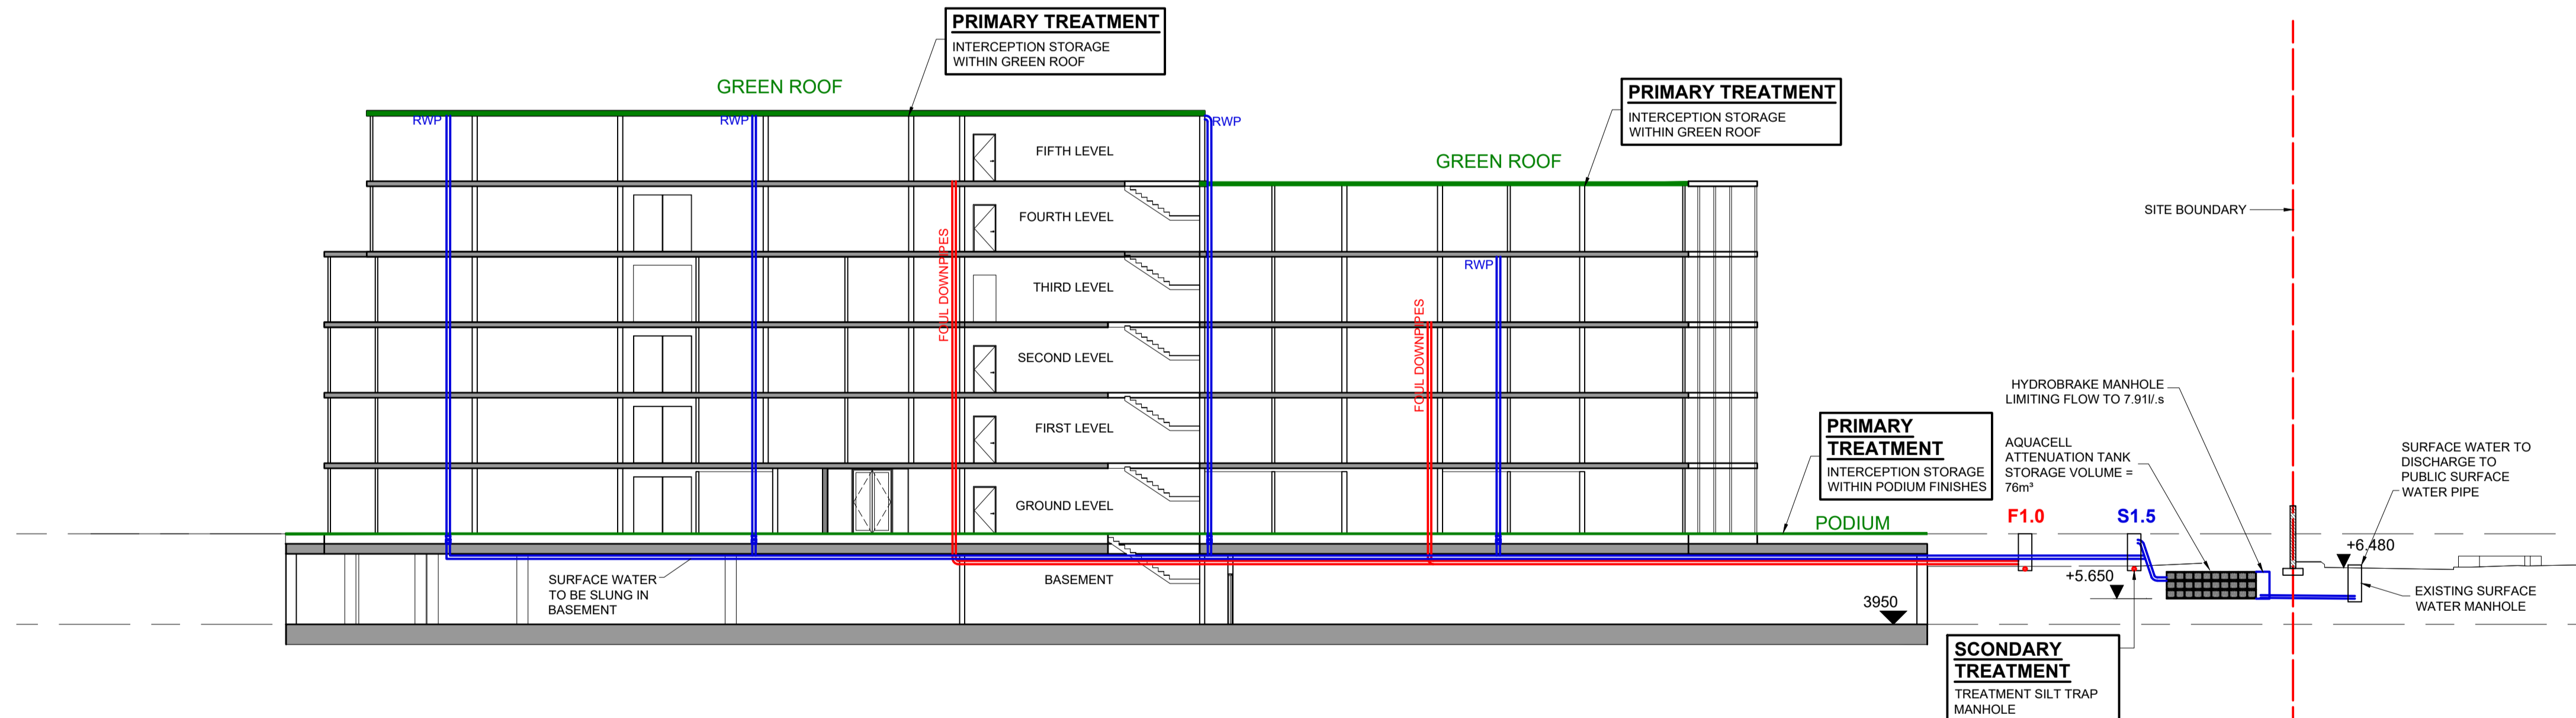 PRIMARY TREATMENT
INTERCEPTION STORAGE
WITHIN GREEN ROOF
GREEN ROOF
PRIMARY TREATMENT
INTERCEPTION STORAGE
WITHIN GREEN ROOF
GREEN ROOF
RWP
RWP
RWP
RWP
FIFTH LEVEL
FOURTH LEVEL
THIRD LEVEL
SECOND LEVEL
FIRST LEVEL
GROUND LEVEL
BASEMENT
FOUL DOWNPIPES
FOUL DOWNPIPES
SITE BOUNDARY
HYDROBRAKE MANHOLE
LIMITING FLOW TO 7.91l/.s
PRIMARY
TREATMENT
INTERCEPTION STORAGE
WITHIN PODIUM FINISHES
AQUACELL
ATTENUATION TANK
STORAGE VOLUME =
76m³
SURFACE WATER TO
DISCHARGE TO
PUBLIC SURFACE
WATER PIPE
PODIUM
F1.0
S1.5
+6.480
+5.650
SURFACE WATER
TO BE SLUNG IN
BASEMENT
3950
EXISTING SURFACE
WATER MANHOLE
SCONDARY
TREATMENT
TREATMENT SILT TRAP
MANHOLE